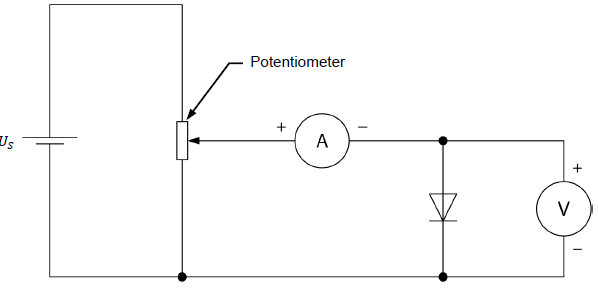 Potentiometer
+
−
A
U_S
+
V
−